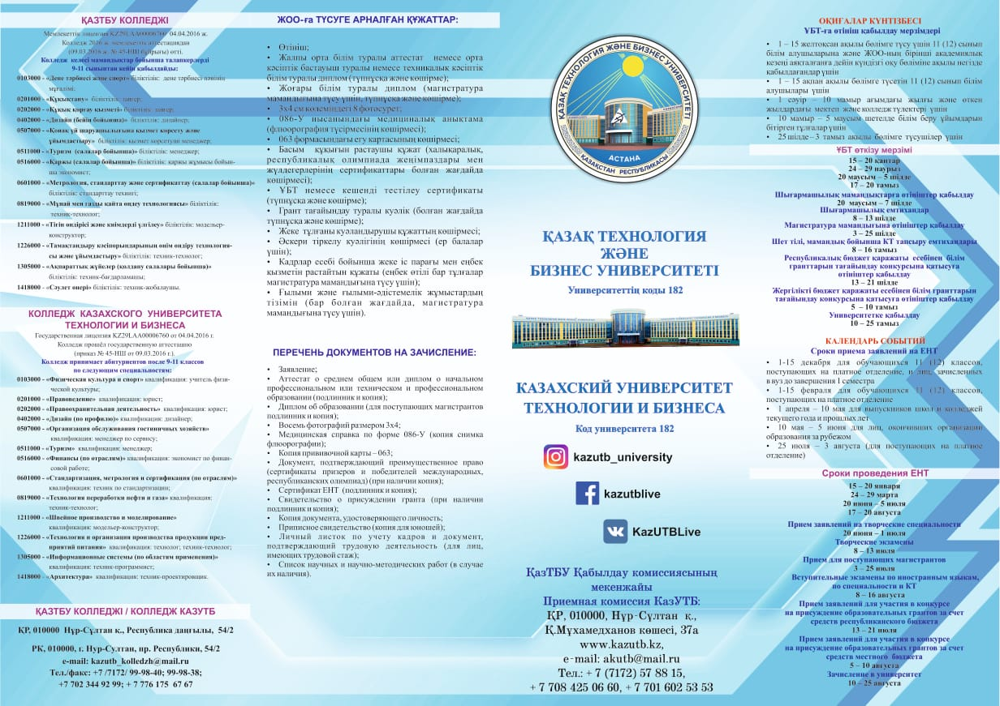 ҚАЗТБУ КОЛЛЕДЖІ
Мемлекеттік лицензия KZ29LAA00006760 04.04.2016 ж.
Колледж 2016 ж. мемлекеттік аттестациядан
(09.03.2016 ж. № 45-НШ бұйрығы) өтті.
Колледж келесі мамандықтар бойынша талапкерлерді
9-11 сыныптан кейін қабылдайды:
0103000 - «Дене тәрбиесі және спорт» біліктілік: дене тәрбиесі пәнінің
мұғалімі;
0201000 - «Құқықтану» біліктілік: заңгер;
0202000 - «Құқық қорғау қызметі» біліктілік: заңгер;
0402000 - «Дизайн (бейін бойынша)» біліктілік: дизайнер;
0507000 - «Қонақ үй шаруашылығына қызмет көрсету және
ұйымдастыру» біліктілік: қызмет көрсетуші менеджер;
0511000 - «Туризм (салалар бойынша)» біліктілік: менеджер;
0516000 - «Қаржы (салалар бойынша)» біліктілік: қаржы жұмысы бойын-
ша экономист;
0601000 - «Метрология, стандарттау және сертификаттау (салалар бойынша)»
біліктілік: стандарттау технигі;
0819000 - «Мұнай мен газды қайта өңдеу технологиясы» біліктілік:
техник-технолог;
1211000 - «Тігін өндірісі және киімдерді үлгілеу» біліктілік: модельер-
конструктор;
1226000 - «Тамақтандыру кәсіпорындарының өнім өндіру технология-
сы және ұйымдастыру» біліктілік: техник-технолог;
1305000 - «Ақпараттық жүйелер (қолдану салалары бойынша)»
біліктілік: техник-бағдарламашы;
1418000 - «Сәулет өнері» біліктілік: техник-жобалаушы.
КОЛЛЕДЖ КАЗАХСКОГО УНИВЕРСИТЕТА
ТЕХНОЛОГИИ И БИЗНЕСА
Государственная лицензия KZ29LAA00006760 от 04.04.2016 г.
Колледж прошёл государственную аттестацию
(приказ № 45-НШ от 09.03.2016 г.).
Колледж принимает абитуриентов после 9-11 классов
по следующим специальностям:
0103000 - «Физическая культура и спорт» квалификация: учитель физи-
ческой культуры;
0201000 - «Правоведение» квалификация: юрист;
0202000 - «Правоохранительная деятельность» квалификация: юрист;
0402000 - «Дизайн (по профилю)» квалификация: дизайнер;
0507000 - «Организация обслуживания гостиничных хозяйств»
квалификация: менеджер по сервису;
0511000 - «Туризм» квалификация: менеджер;
0516000 - «Финансы (по отраслям)» квалификация: экономист по финан-
совой работе;
0601000 - «Стандартизация, метрология и сертификация (по отраслям)»
квалификация: техник по стандартизации;
0819000 - «Технология переработки нефти и газа» квалификация:
техник-технолог;
1211000 - «Швейное производство и моделирование»
квалификация: модельер-конструктор;
1226000 - «Технология и организация производства продукции пред-
приятий питания» квалификация: технолог; техник-технолог;
1305000 - «Информационные системы (по областям применения)»
квалификация: техник-программист;
1418000 - «Архитектура» квалификация: техник-проектировщик.
ҚАЗТБУ КОЛЛЕДЖІ / КОЛЛЕДЖ КАЗУТБ
ҚР, 010000 Нұр-Сұлтан қ., Республика даңғылы, 54/2
РК, 010000, г. Нур-Султан, пр. Республики, 54/2
e-mail: kazutb_kolledzh@mail.ru
Тел./факс: +7 /7172/ 99-98-40; 99-98-38;
+7 702 344 92 99; + 7 776 175 67 67
ЖОО-ға ТҮСУГЕ АРНАЛҒАН ҚҰЖАТТАР:
• Өтініш;
• Жалпы орта білім туралы аттестат немесе орта
кәсіптік бастауыш туралы немесе техникалық кәсіптік
білім туралы диплом (түпнұсқа және көшірме);
• Жоғары білім туралы диплом (магистратура
мамандығына түсу үшін, түпнұсқа және көшірме);
• 3х4 см көлеміндегі 8 фотосурет;
• 086-У нысанындағы медициналық анықтама
(флюорография түсірмесінің көшірмесі);
• 063 формасындағы егу картасының көшірмесі;
• Басым құқығын растаушы құжат (халықаралық,
республикалық олимпиада жеңімпаздары мен
жүлдегерлерінің сертификаттары болған жағдайда
көшірмесі);
• ҰБТ немесе кешенді тестілеу сертификаты
(түпнұсқа және көшірме);
• Грант тағайындау туралы куәлік (болған жағдайда
түпнұсқа және көшірме);
• Жеке тұлғаны куәландырушы құжаттың көшірмесі;
• Әскери тіркелу куәлігінің көшірмесі (ер балалар
үшін);
• Кадрлар есебі бойынша жеке іс парағы мен еңбек
қызметін растайтын құжаты (еңбек өтілі бар тұлғалар
магистратура мамандығына түсу үшін);
• Ғылыми және ғылыми-әдістемелік жұмыстардың
тізімін (бар болған жағдайда, магистратура
мамандығына түсу үшін).
ПЕРЕЧЕНЬ ДОКУМЕНТОВ НА ЗАЧИСЛЕНИЕ:
• Заявление;
• Аттестат о среднем общем или диплом о начальном
профессиональном или техническом и профессиональном
образовании (подлинник и копия);
• Диплом об образовании (для поступающих магистрантов
подлинник и копия);
• Восемь фотографий размером 3х4;
• Медицинская справка по форме 086-У (копия снимка
флюорографии);
• Копия прививочной карты – 063;
• Документ, подтверждающий преимущественное право
(сертификаты призеров и победителей международных,
республиканских олимпиад) (при наличии копии);
• Сертификат ЕНТ (подлинник и копия);
• Свидетельство о присуждении гранта (при наличии
подлинник и копия);
• Копия документа, удостоверяющего личность;
• Приписное свидетельство (копия для юношей);
• Личный листок по учету кадров и документ,
подтверждающий трудовую деятельность (для лиц,
имеющих трудовой стаж);
• Список научных и научно-методических работ (в случае
их наличия).
ҚАЗАҚ ТЕХНОЛОГИЯ ЖӘНЕ БИЗНЕС УНИВЕРСИТЕТІ
АСТАНА
ҚАЗАҚСТАН РЕСПУБЛИКАСЫ
ҚАЗАҚ ТЕХНОЛОГИЯ
ЖӘНЕ
БИЗНЕС УНИВЕРСИТЕТІ
Университеттің коды 182
КАЗАХСКИЙ УНИВЕРСИТЕТ
ТЕХНОЛОГИИ И БИЗНЕСА
Код университета 182
kazutb_university
kazutblive
KazUTBLive
ҚазТБУ Қабылдау комиссиясының
мекенжайы
Приемная комиссия КазУТБ:
ҚР, 010000, Нұр-Сұлтан қ.,
Қ.Мұхамедханов көшесі, 37а
www.kazutb.kz,
e-mail: akutb@mail.ru
Тел.: + 7 (7172) 57 88 15,
+ 7 708 425 06 60, + 7 701 602 53 53
ОҚИҒАЛАР КҮНТІЗБЕСІ
ҰБТ-ға өтініш қабылдау мерзімдері
• 1 – 15 желтоқсан ақылы бөлімге түсу үшін 11 (12) сынып
білім алушыларына және ЖОО-ның бірінші академиялық
кезеңі аяқталғанға дейін күндізгі оқу бөліміне ақылы негізде
қабылдағандар үшін
• 1 – 15 ақпан ақылы бөлімге түсетін 11 (12) сынып білім
алушылары үшін
• 1 сәуір – 10 мамыр ағымдағы жылғы және өткен
жылдардағы мектеп және колледж түлектері үшін
• 10 мамыр – 5 маусым шетелде білім беру ұйымдарын
бітірген тұлғалар үшін
• 25 шілде – 3 тамыз ақылы бөлімге түсушілер үшін
ҰБТ өткізу мерзімі
15 – 20 қаңтар
24 – 29 наурыз
20 маусым – 5 шілде
17 – 20 тамыз
Шығармашылық мамандықтарға өтініштер қабылдау
20 маусым – 7 шілде
Шығармашылық емтихандар
8 – 13 шілде
Магистратура мамандығына өтініштер қабылдау
3 – 25 шілде
Шет тілі, мамандық бойынша КТ тапсыру емтихандары
8 – 16 тамыз
Республикалық бюджет қаражаты есебінен білім
гранттарын тағайындау конкурсына қатысуға
өтініштер қабылдау
13 – 21 шілде
Жергілікті бюджет қаражаты есебінен білім гранттарын
тағайындау конкурсына қатысуға өтініштер қабылдау
5 – 10 тамыз
Университетке қабылдау
10 – 25 тамыз
КАЛЕНДАРЬ СОБЫТИЙ
Сроки приема заявлений на ЕНТ
• 1-15 декабря для обучающихся 11 (12) классов,
поступающих на платное отделение, и лиц, зачисленных
в вуз до завершения 1 семестра
• 1-15 февраля для обучающихся 11 (12) классов,
поступающих на платное отделение
• 1 апреля – 10 мая для выпускников школ и колледжей
текущего года и прошлых лет
• 10 мая – 5 июня для лиц, окончивших организации
образования за рубежом
• 25 июля – 3 августа (для поступающих на платное
отделение)
Сроки проведения ЕНТ
15 – 20 января
24 – 29 марта
20 июня – 5 июля
17 – 20 августа
Прием заявлений на творческие специальности
20 июня – 1 июля
Творческие экзамены
8 – 13 июля
Прием для поступающих магистрантов
3 – 25 июля
Вступительные экзамены по иностранным языкам,
по специальности и КТ
8 – 16 августа
Прием заявлений для участия в конкурсе
на присуждение образовательных грантов за счет
средств республиканского бюджета
13 – 21 июля
Прием заявлений для участия в конкурсе
на присуждение образовательных грантов за счет
средств местного бюджета
5 – 10 августа
Зачисление в университет
10 – 25 августа